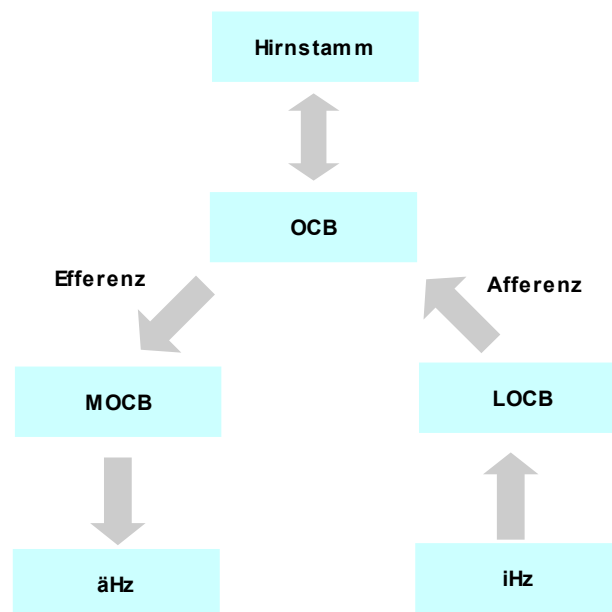 Hirnstamm
OCB
Efferenz
Afferenz
MOCB
LOCB
äHz
iHz